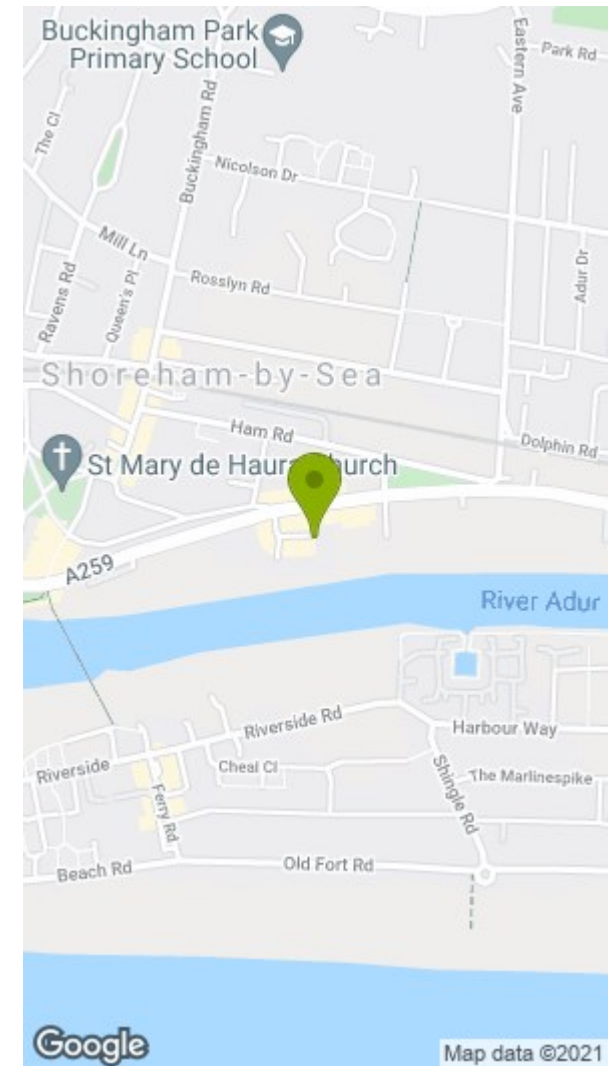 Buckingham Park
Primary School
Eastern Ave
Park Rd
The Cl
Buckingham Rd
Nicolson Dr
Mill Ln
Adur Dr
Ravens Rd
Queen's Pl
Rosslyn Rd
Shoreham-by-Sea
Ham Rd
Dolphin Rd
St Mary de Haura Church
A259
River Adur
Riverside Rd
Harbour Way
Riverside
Cheal Cl
Shingle Rd
The Marlinespike
Ferry Rd
Beach Rd
Old Fort Rd
Google
Map data ©2021